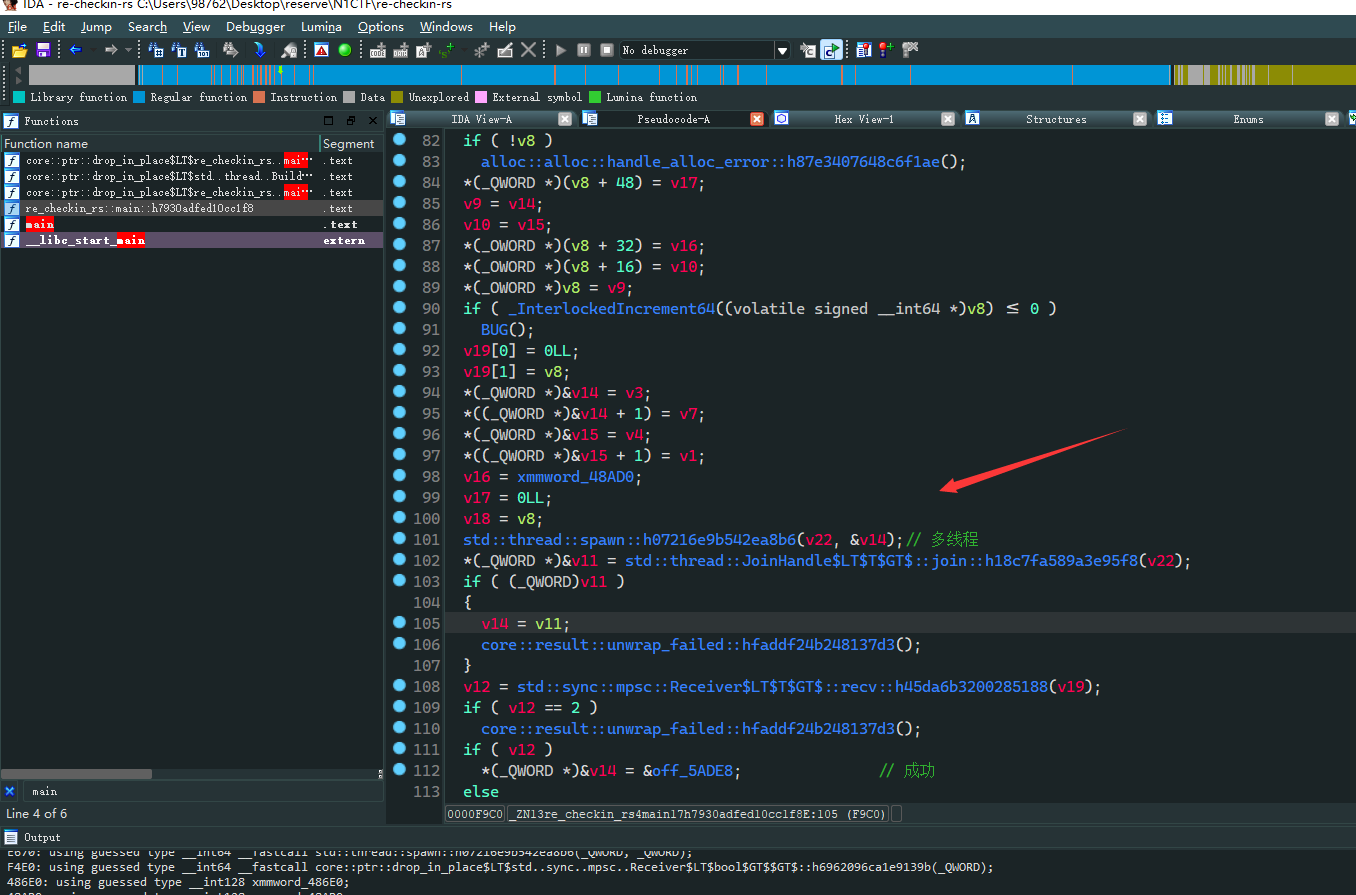 IDA - re-checkin-rs C:\Users\98762\Desktop\reserve\N1CTF\re-checkin-rs
File Edit Jump Search View Debugger Lumina Options Windows Help
No debugger
Library function Regular function Instruction Data Unexplored External symbol Lumina function
Functions
IDA View-A Pseudocode-A Hex View-1 Structures Enums
Function name Segment
core::ptr::drop_in_place$LT$re_checkin_rs..mai… .text
core::ptr::drop_in_place$LT$std..thread..Build… .text
core::ptr::drop_in_place$LT$re_checkin_rs..mai… .text
re_checkin_rs::main::h7930adfed10cc1f8 .text
main .text
__libc_start_main extern
main
Line 4 of 6
82 if ( !v8 )
83 alloc::alloc::handle_alloc_error::h87e3407648c6f1ae();
84 *(_QWORD *)(v8 + 48) = v17;
85 v9 = v14;
86 v10 = v15;
87 *(_OWORD *)(v8 + 32) = v16;
88 *(_OWORD *)(v8 + 16) = v10;
89 *(_OWORD *)v8 = v9;
90 if ( _InterlockedIncrement64((volatile signed __int64 *)v8) ≤ 0 )
91 BUG();
92 v19[0] = 0LL;
93 v19[1] = v8;
94 *(_QWORD *)&v14 = v3;
95 *((_QWORD *)&v14 + 1) = v7;
96 *(_QWORD *)&v15 = v4;
97 *((_QWORD *)&v15 + 1) = v1;
98 v16 = xmmword_48AD0;
99 v17 = 0LL;
100 v18 = v8;
101 std::thread::spawn::h07216e9b542ea8b6(v22, &v14);// 多线程
102 *(_QWORD *)&v11 = std::thread::JoinHandle$LT$T$GT$::join::h18c7fa589a3e95f8(v22);
103 if ( (_QWORD)v11 )
104 {
105 v14 = v11;
106 core::result::unwrap_failed::hfaddf24b248137d3();
107 }
108 v12 = std::sync::mpsc::Receiver$LT$T$GT$::recv::h45da6b3200285188(v19);
109 if ( v12 == 2 )
110 core::result::unwrap_failed::hfaddf24b248137d3();
111 if ( v12 )
112 *(_QWORD *)&v14 = &off_5ADE8; // 成功
113 else
0000F9C0 _ZN13re_checkin_rs4main17h7930adfed10cc1f8E:105 (F9C0)
Output
E670: using guessed type __int64 __fastcall std::thread::spawn::h07216e9b542ea8b6(_QWORD, _QWORD);
F4E0: using guessed type __int64 __fastcall core::ptr::drop_in_place$LT$std..sync..mpsc..Receiver$LT$bool$GT$$GT$::h6962096ca1e9139b(_QWORD);
486E0: using guessed type __int128 xmmword_486E0;